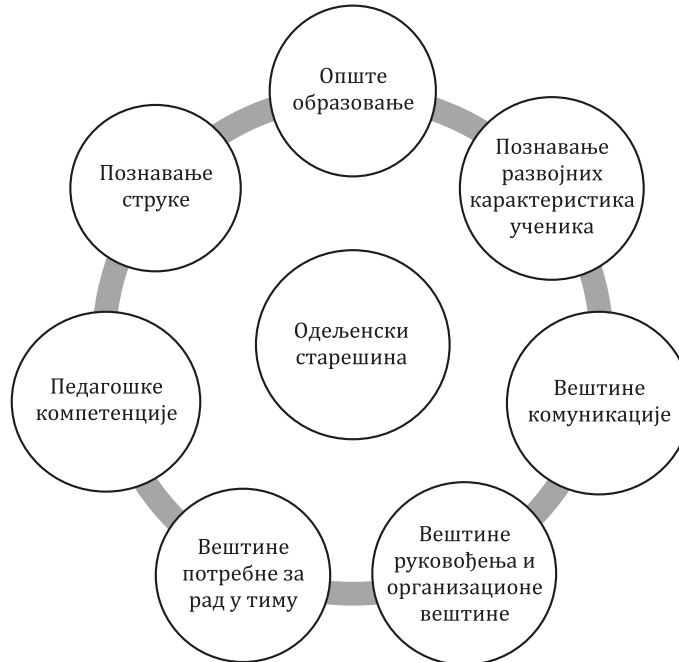 Опште
образовање
Познавање
развојних
карактеристика
ученика
Вештине
комуникације
Вештине
руковођења и
организационе
вештине
Вештине
потребне за
рад у тиму
Педагошке
компетенције
Познавање
струке
Одељенски
старешина